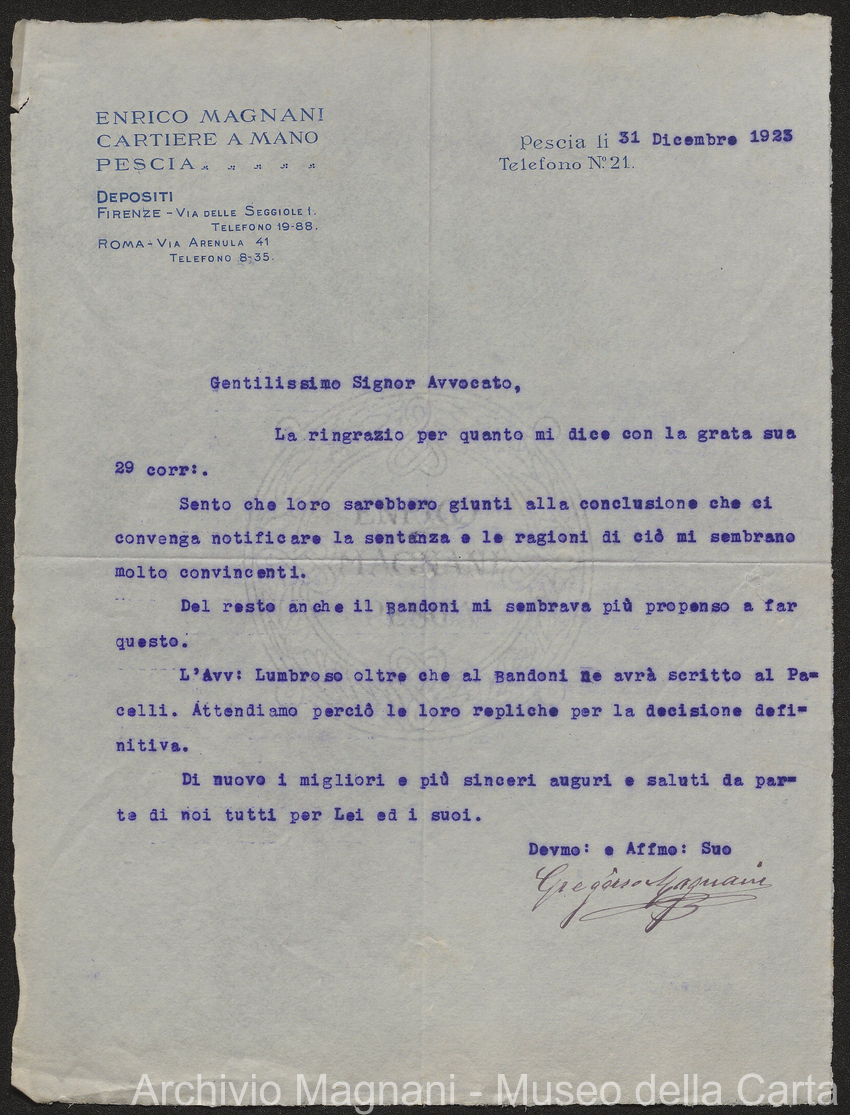 ENRICO MAGNANI
CARTIERE A MANO
PESCIA
DEPOSITI
FIRENZE - VIA DELLE SEGGIOLE 1.
TELEFONO 19-88.
ROMA - VIA ARENULA 41
TELEFONO 8-35.
Pescia li 31 Dicembre 1923
Telefono N.º 21.
Gentilissimo Signor Avvocato,
La ringrazio per quanto mi dice con la grata sua
29 corr:.
Sento che loro sarebbero giunti alla conclusione che ci
convenga notificare la sentanza e le ragioni di ciò mi sembrano
molto convincenti.
Del resto anche il Bandoni mi sembrava più propenso a far
questo.
L'Avv: Lumbroso oltre che al Bandoni ne avrà scritto al Pa=
celli. Attendiamo perciò le loro repliche per la decisione defi=
nitiva.
Di nuovo i migliori e più sinceri auguri e saluti da par=
te di noi tutti per Lei ed i suoi.
Devmo: e Affmo: Suo
Gregorio Magnani
ENRICO
MAGNANI
Archivio Magnani - Museo della Carta